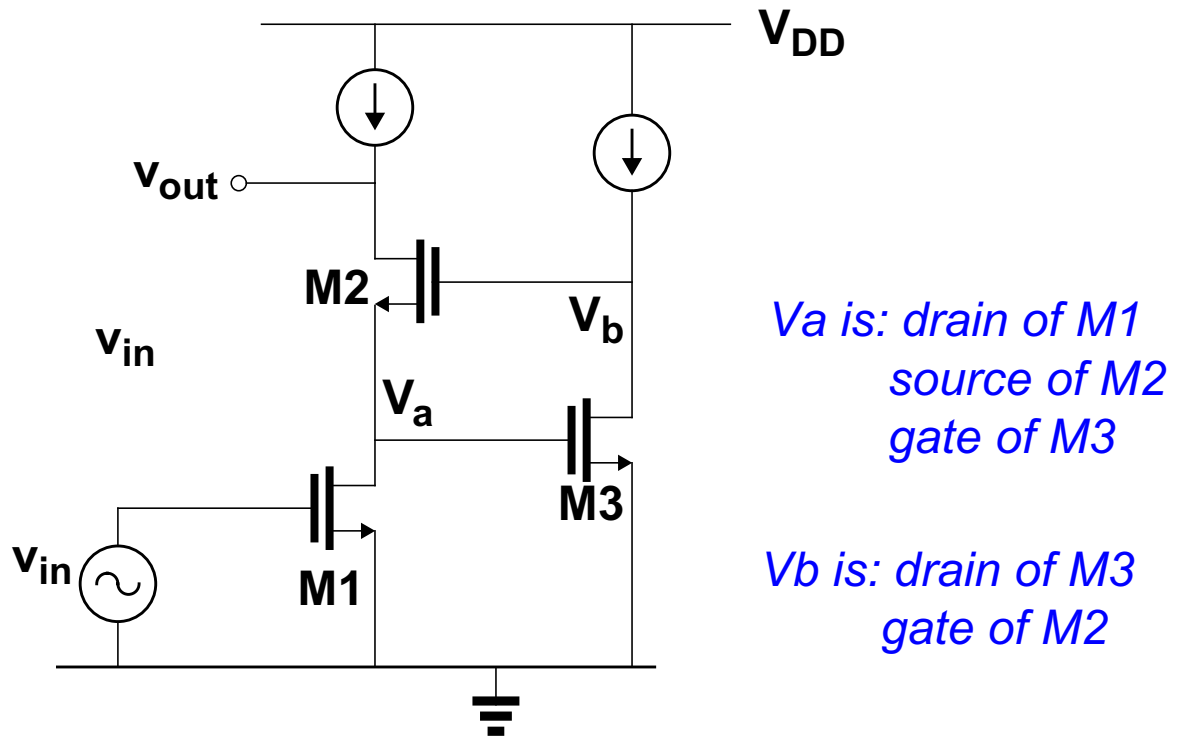 VDD
vout
M2
Vb
vin
Va
M3
vin
M1
Va is: drain of M1
source of M2
gate of M3
Vb is: drain of M3
gate of M2